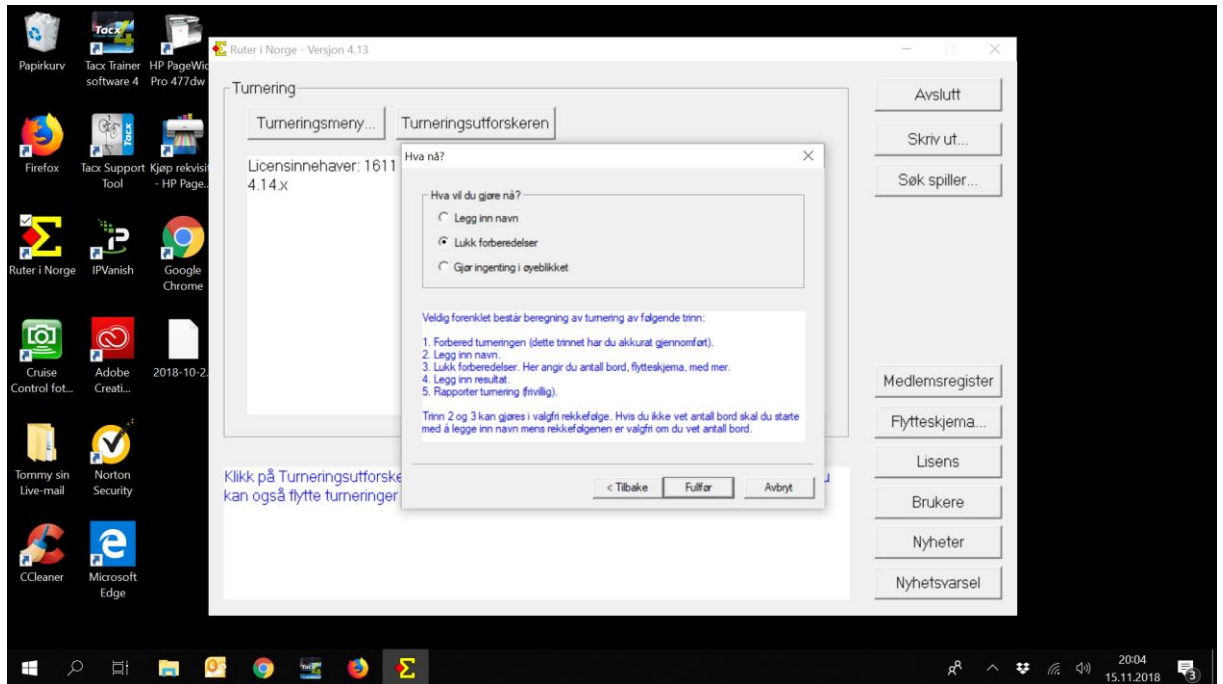 Papirkurv
Tacx Trainer
software 4
HP PageWid
Pro 477dw
Firefox
Tacx Support
Tool
Kjøp rekvisit
- HP Page...
Ruter i Norge
IPVanish
Google
Chrome
Cruise
Control fot...
Adobe
Creati...
2018-10-2.
Tommy sin
Live-mail
Norton
Security
CCleaner
Microsoft
Edge
Ruter i Norge - Versjon 4.13
Turnering
Turneringsmeny...
Turneringsutforskeren
Licensinnehaver: 1611
4.14.x
Avslutt
Skriv ut...
Søk spiller...
Medlemsregister
Flytteskjema...
Lisens
Brukere
Nyheter
Nyhetsvarsel
Hva nå?
Hva vil du gjøre nå?
Legg inn navn
Lukk forberedelser
Gjør ingenting i øyeblikket
Veldig forenklet består beregning av turnering av følgende trinn:
1. Forbered turneringen (dette trinnet har du akkurat gjennomført).
2. Legg inn navn.
3. Lukk forberedelser. Her angir du antall bord, flytteskjema, med mer.
4. Legg inn resultat.
5. Rapporter turnering (frivillig).
Trinn 2 og 3 kan gjøres i valgfri rekkefølge. Hvis du ikke vet antall bord skal du starte
med å legge inn navn mens rekkefølgenen er valgfri om du vet antall bord.
< Tilbake
Fullfør
Avbryt
Klikk på Turneringsutforske
u
kan også flytte turneringer
20:04
15.11.2018
3